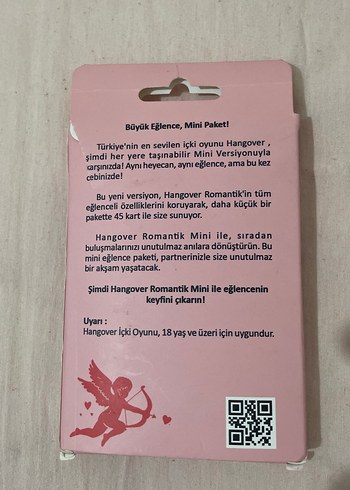 Büyük Eğlence, Mini Paket!
Türkiye'nin en sevilen içki oyunu Hangover ,
şimdi her yere taşınabilir Mini Versiyonuyla
karşınızda! Aynı heyecan, aynı eğlence, ama bu kez
cebinizde!
Bu yeni versiyon, Hangover Romantik'in tüm
eğlenceli özelliklerini koruyarak, daha küçük bir
pakette 45 kart ile size sunuyor.
Hangover Romantik Mini ile, sıradan
buluşmalarınızı unutulmaz anılara dönüştürün. Bu
mini eğlence paketi, partnerinizle size unutulmaz
bir akşam yaşatacak.
Şimdi Hangover Romantik Mini ile eğlencenin
keyfini çıkarın!
Uyarı :
Hangover İçki Oyunu, 18 yaş ve üzeri için uygundur.